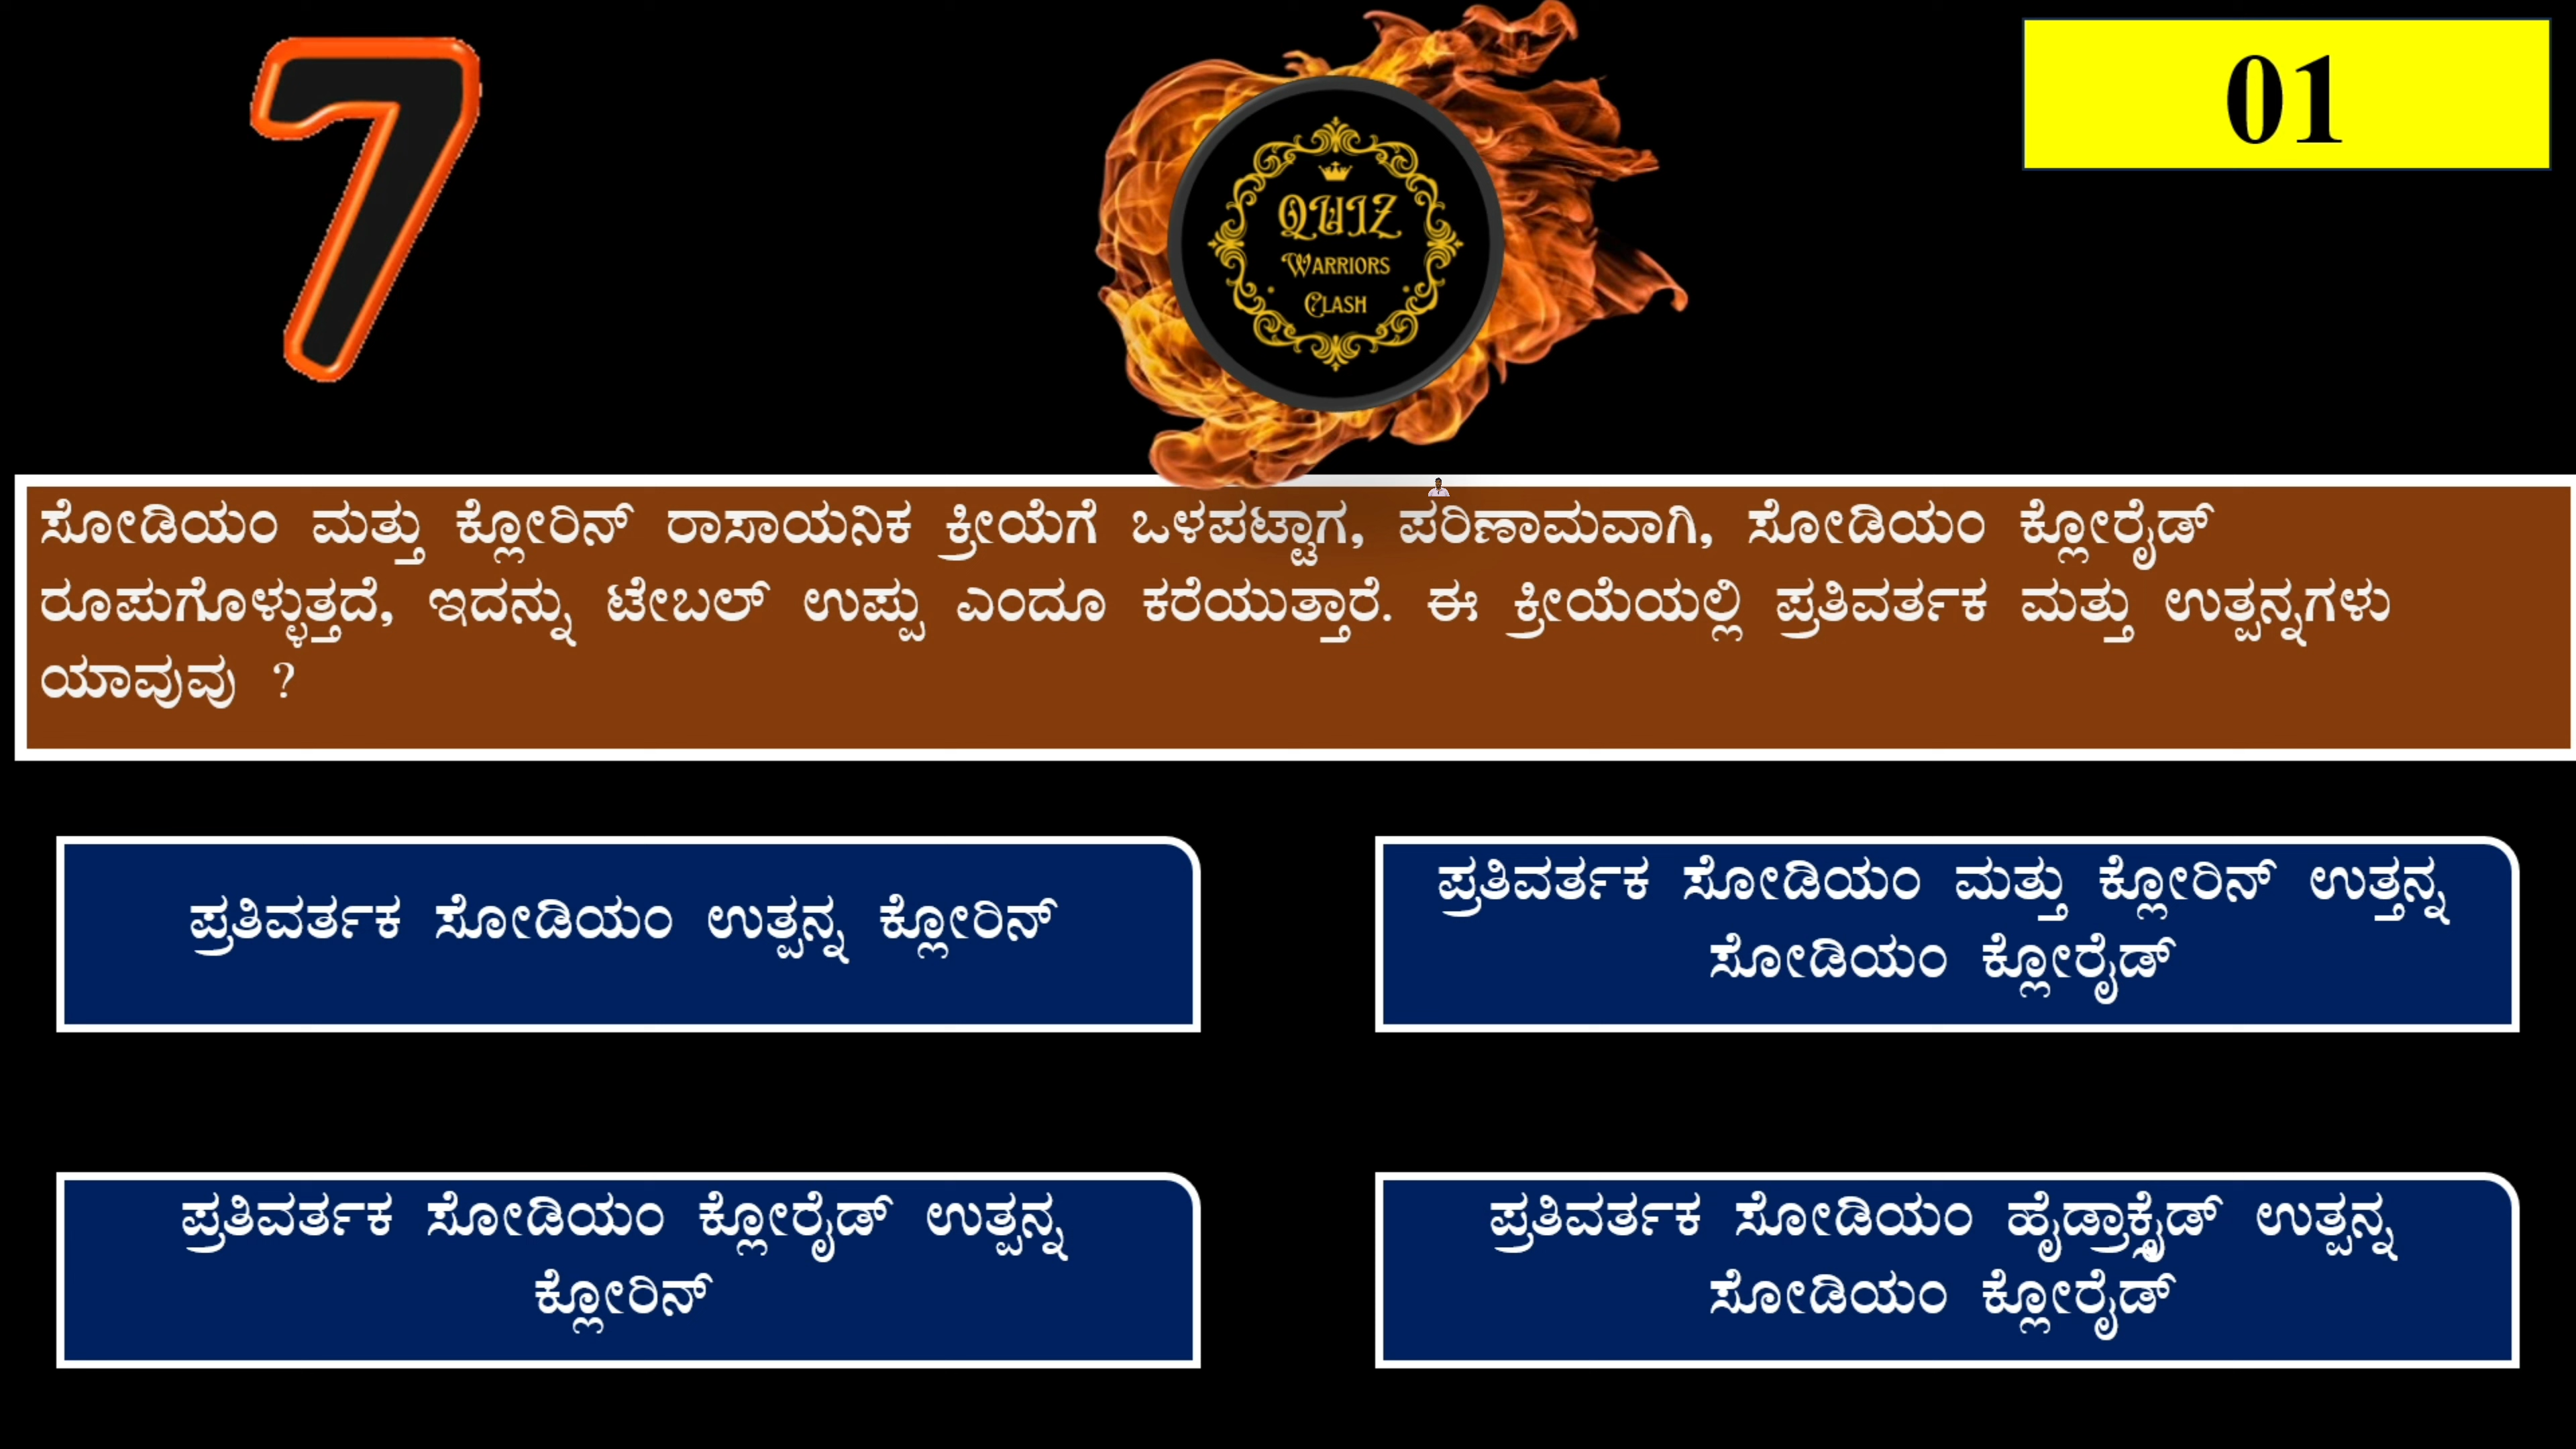 7
01
QUIZ
WARRIORS
CLASH
ಸೋಡಿಯಂ ಮತ್ತು ಕ್ಲೋರಿನ್ ರಾಸಾಯನಿಕ ಕ್ರೀಯೆಗೆ ಒಳಪಟ್ಟಾಗ, ಪರಿಣಾಮವಾಗಿ, ಸೋಡಿಯಂ ಕ್ಲೋರೈಡ್
ರೂಪುಗೊಳ್ಳುತ್ತದೆ, ಇದನ್ನು ಟೇಬಲ್ ಉಪ್ಪು ಎಂದೂ ಕರೆಯುತ್ತಾರೆ. ಈ ಕ್ರೀಯೆಯಲ್ಲಿ ಪ್ರತಿವರ್ತಕ ಮತ್ತು ಉತ್ಪನ್ನಗಳು
ಯಾವುವು ?
ಪ್ರತಿವರ್ತಕ ಸೋಡಿಯಂ ಉತ್ಪನ್ನ ಕ್ಲೋರಿನ್
ಪ್ರತಿವರ್ತಕ ಸೋಡಿಯಂ ಮತ್ತು ಕ್ಲೋರಿನ್ ಉತ್ತನ್ನ
ಸೋಡಿಯಂ ಕ್ಲೋರೈಡ್
ಪ್ರತಿವರ್ತಕ ಸೋಡಿಯಂ ಕ್ಲೋರೈಡ್ ಉತ್ಪನ್ನ
ಕ್ಲೋರಿನ್
ಪ್ರತಿವರ್ತಕ ಸೋಡಿಯಂ ಹೈಡ್ರಾಕ್ಸೈಡ್ ಉತ್ಪನ್ನ
ಸೋಡಿಯಂ ಕ್ಲೋರೈಡ್